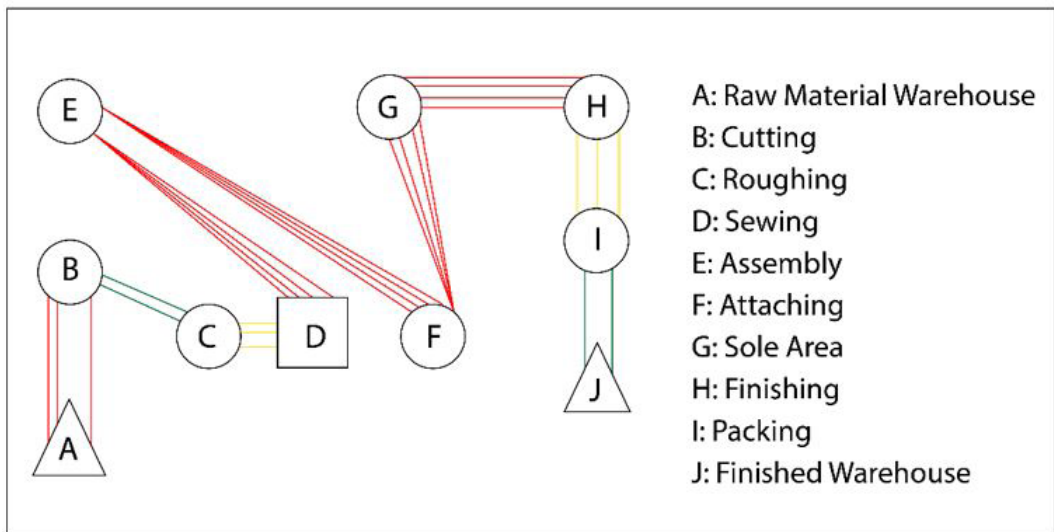 E
G
H
B
I
C
D
F
J
A
A: Raw Material Warehouse
B: Cutting
C: Roughing
D: Sewing
E: Assembly
F: Attaching
G: Sole Area
H: Finishing
I: Packing
J: Finished Warehouse